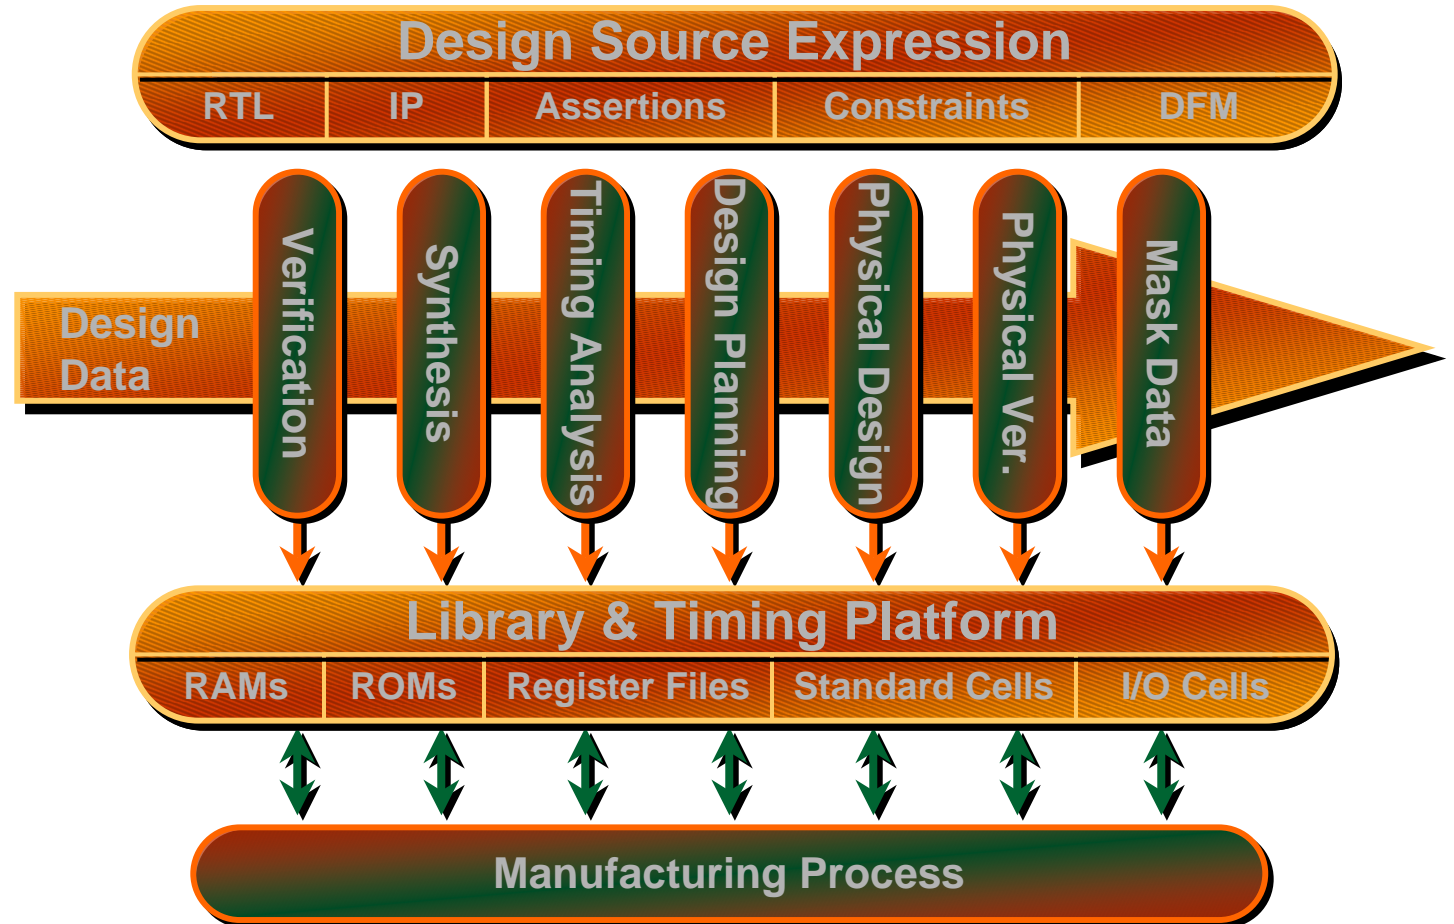 Design Source Expression
RTL IP Assertions Constraints DFM
Design
Data
Verification
Synthesis
Timing Analysis
Design Planning
Physical Design
Physical Ver.
Mask Data
Library & Timing Platform
RAMs ROMs Register Files Standard Cells I/O Cells
Manufacturing Process